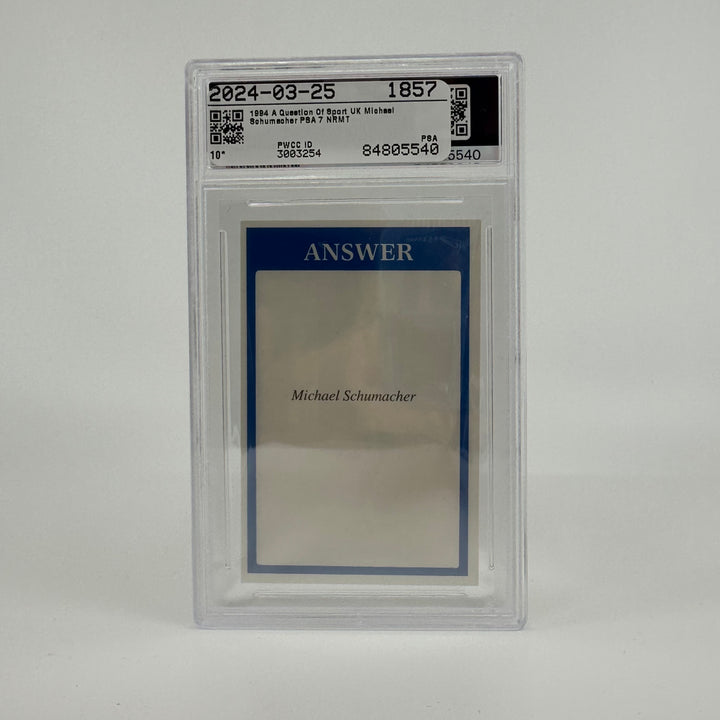 2024-03-25 1857
1994 A Question Of Sport UK Michael
Schumacher PSA 7 NRMT
PWCC ID PSA
10* 3003254 84805540
5540
ANSWER
Michael Schumacher